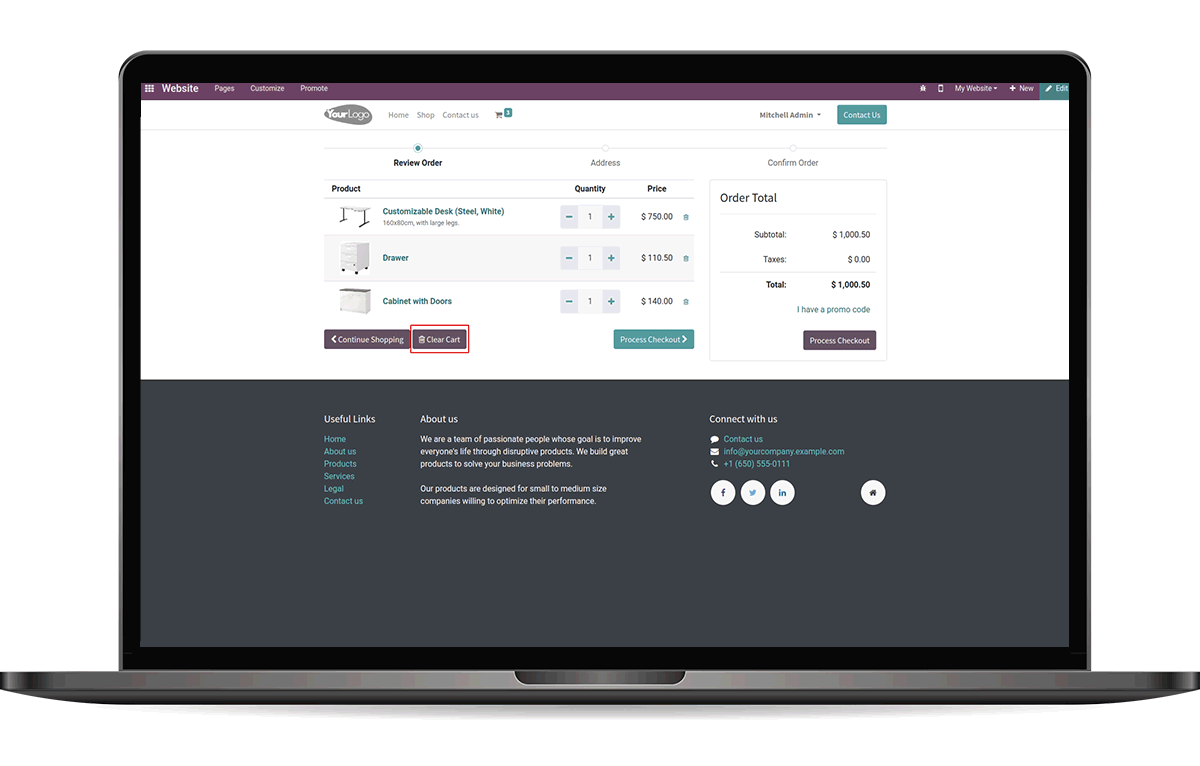 Website Pages Customize Promote My Website + New Edit
YourLogo Home Shop Contact us 3 Mitchell Admin Contact Us
Review Order Address Confirm Order
Product Quantity Price
Customizable Desk (Steel, White)
160x80cm, with large legs.
− 1 + $ 750.00
Drawer
− 1 + $ 110.50
Cabinet with Doors
− 1 + $ 140.00
Continue Shopping Clear Cart Process Checkout
Order Total
Subtotal: $ 1,000.50
Taxes: $ 0.00
Total: $ 1,000.50
I have a promo code
Process Checkout
Useful Links
Home
About us
Products
Services
Legal
Contact us
About us
We are a team of passionate people whose goal is to improve
everyone's life through disruptive products. We build great
products to solve your business problems.
Our products are designed for small to medium size
companies willing to optimize their performance.
Connect with us
Contact us
info@yourcompany.example.com
+1 (650) 555-0111